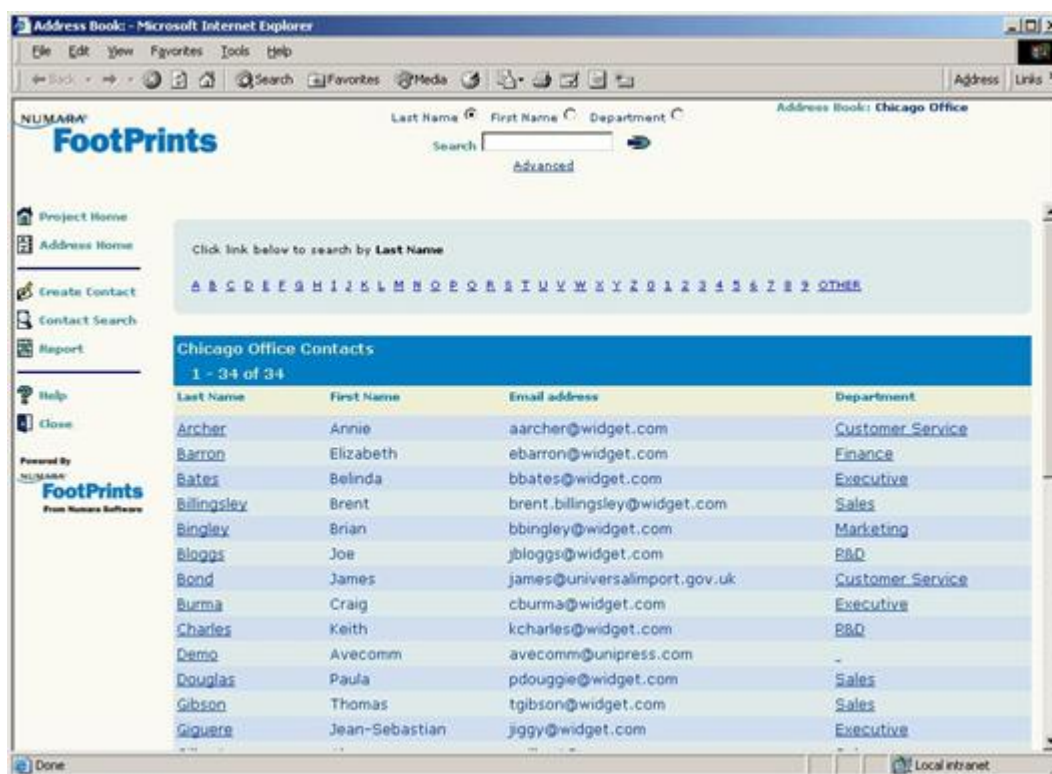 Address Book: - Microsoft Internet Explorer
File Edit View Favorites Tools Help
Back Search Favorites Media Address Links
NUMARA
FootPrints
Last Name First Name Department
Search
Advanced
Address Book: Chicago Office
Project Home
Address Home
Create Contact
Contact Search
Report
Help
Close
Powered By
NUMARA
FootPrints
From Numara Software
Click link below to search by Last Name
A B C D E F G H I J K L M N O P Q R S T U V W X Y Z 0 1 2 3 4 5 6 7 8 9 OTHER
Chicago Office Contacts
1 - 34 of 34
Last Name First Name Email address Department
Archer Annie aarcher@widget.com Customer Service
Barron Elizabeth ebarron@widget.com Finance
Bates Belinda bbates@widget.com Executive
Billingsley Brent brent.billingsley@widget.com Sales
Bingley Brian bbingley@widget.com Marketing
Bloggs Joe jbloggs@widget.com R&D
Bond James james@universalimport.gov.uk Customer Service
Burma Craig cburma@widget.com Executive
Charles Keith kcharles@widget.com R&D
Demo Avecomm avecomm@unipress.com -
Douglas Paula pdouggie@widget.com Sales
Gibson Thomas tgibson@widget.com Sales
Giguere Jean-Sebastian jiggy@widget.com Executive
Done Local intranet